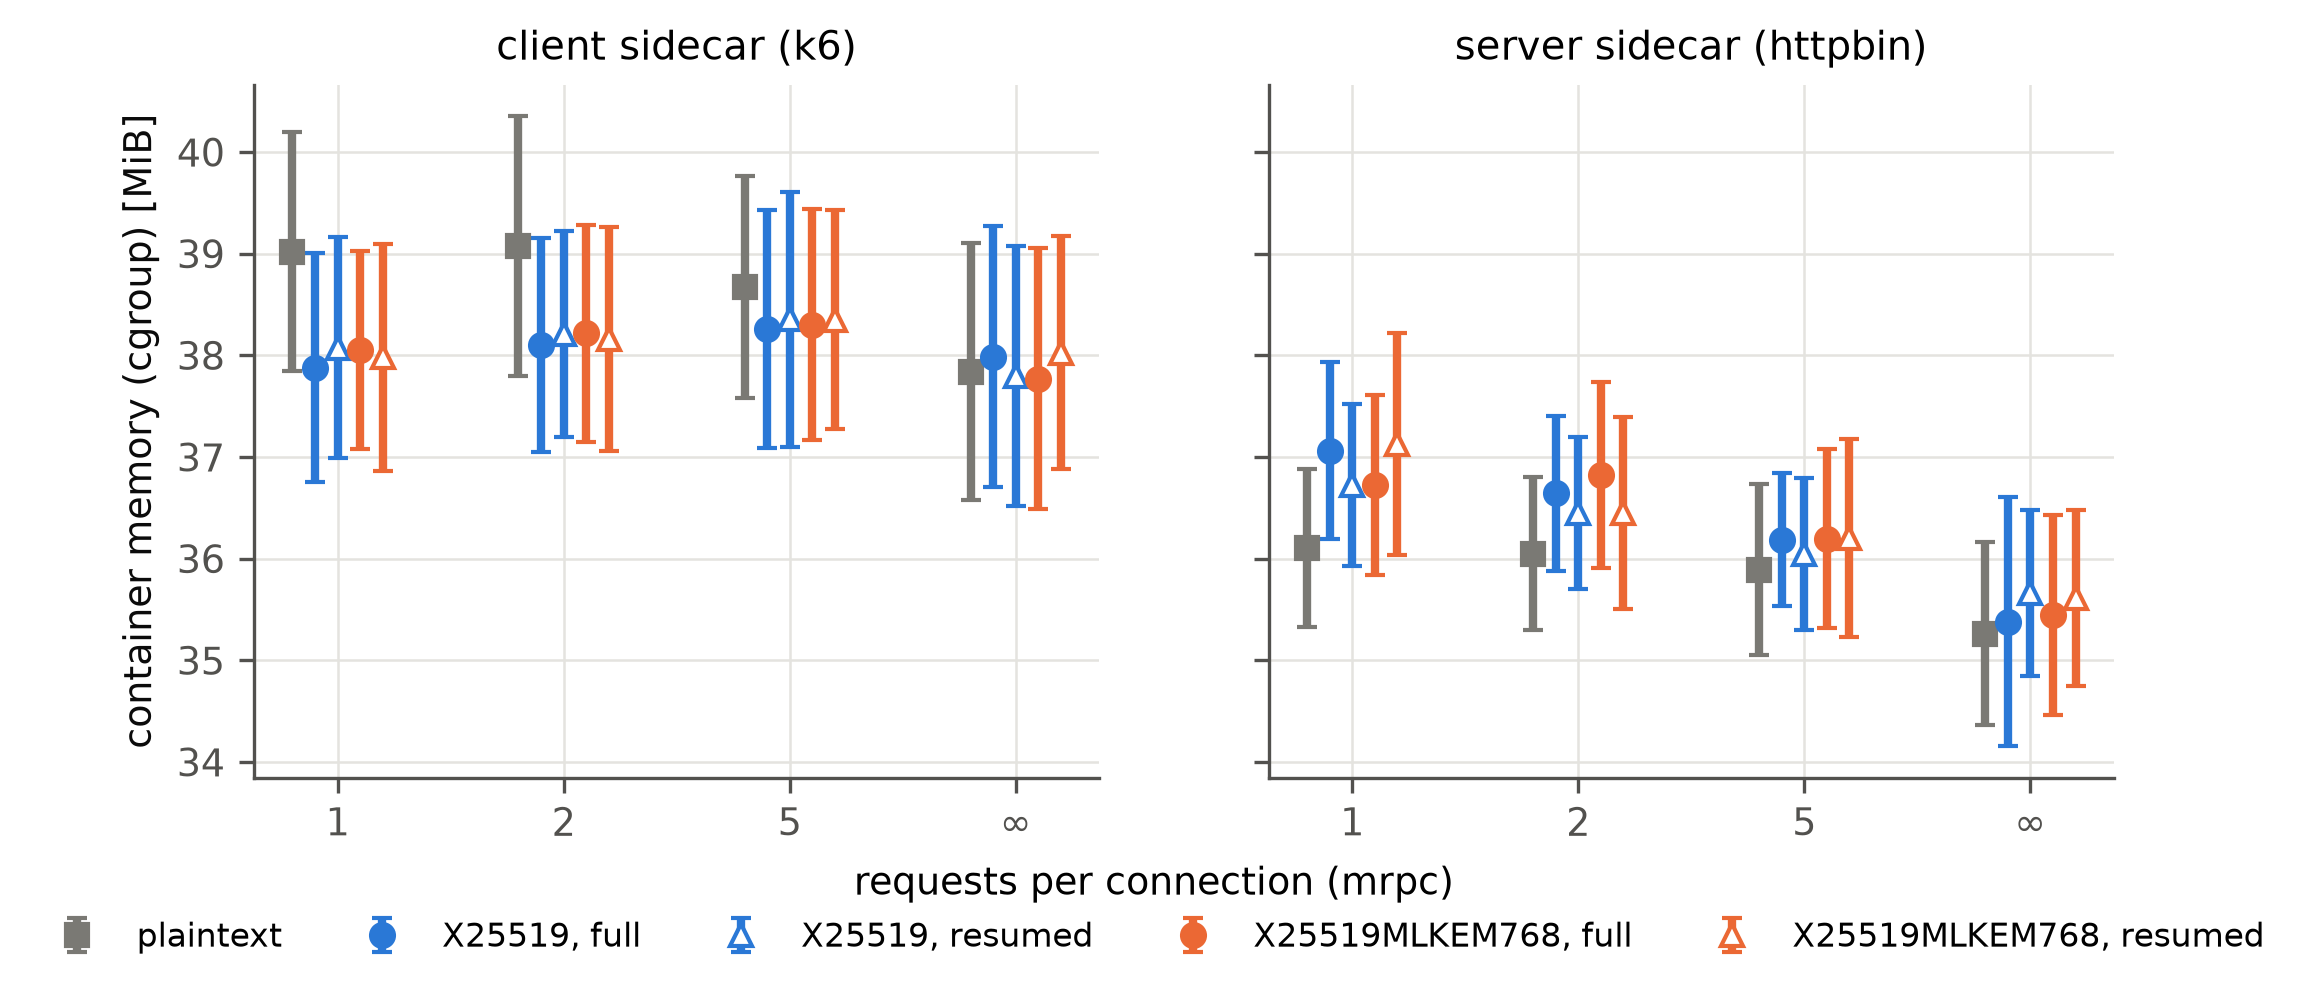 client sidecar (k6)
server sidecar (httpbin)
container memory (cgroup) [MiB]
40
39
38
37
36
35
34
1 2 5 ∞
1 2 5 ∞
requests per connection (mrpc)
plaintext X25519, full X25519, resumed X25519MLKEM768, full X25519MLKEM768, resumed